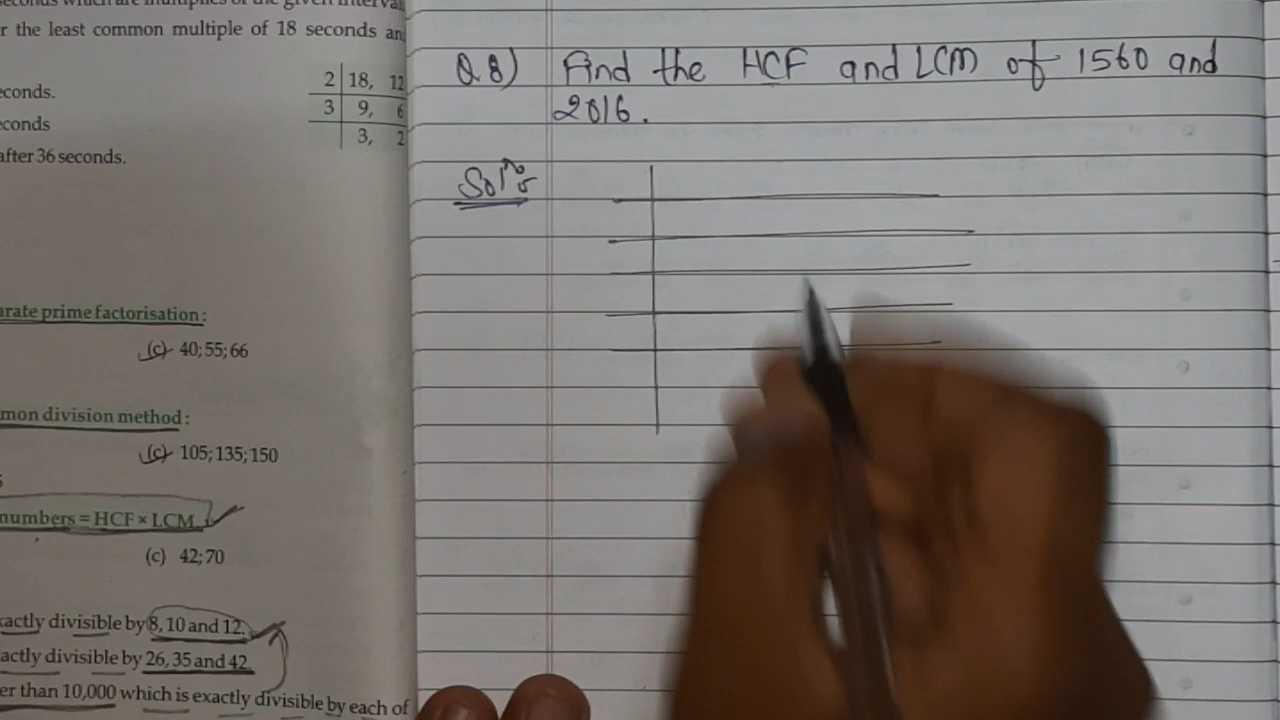 r the least common multiple of 18 seconds an
2 18, 12
econds.
3 9, 6
econds
3, 2
after 36 seconds.
arate prime factorisation :
(c) 40; 55; 66
mon division method :
(c) 105; 135; 150
numbers = HCF × LCM
(c) 42; 70
xactly divisible by 8, 10 and 12.
actly divisible by 26, 35 and 42
er than 10,000 which is exactly divisible by each of
Q.8) Find the HCF and LCM of 1560 and
2016.
Solⁿ: